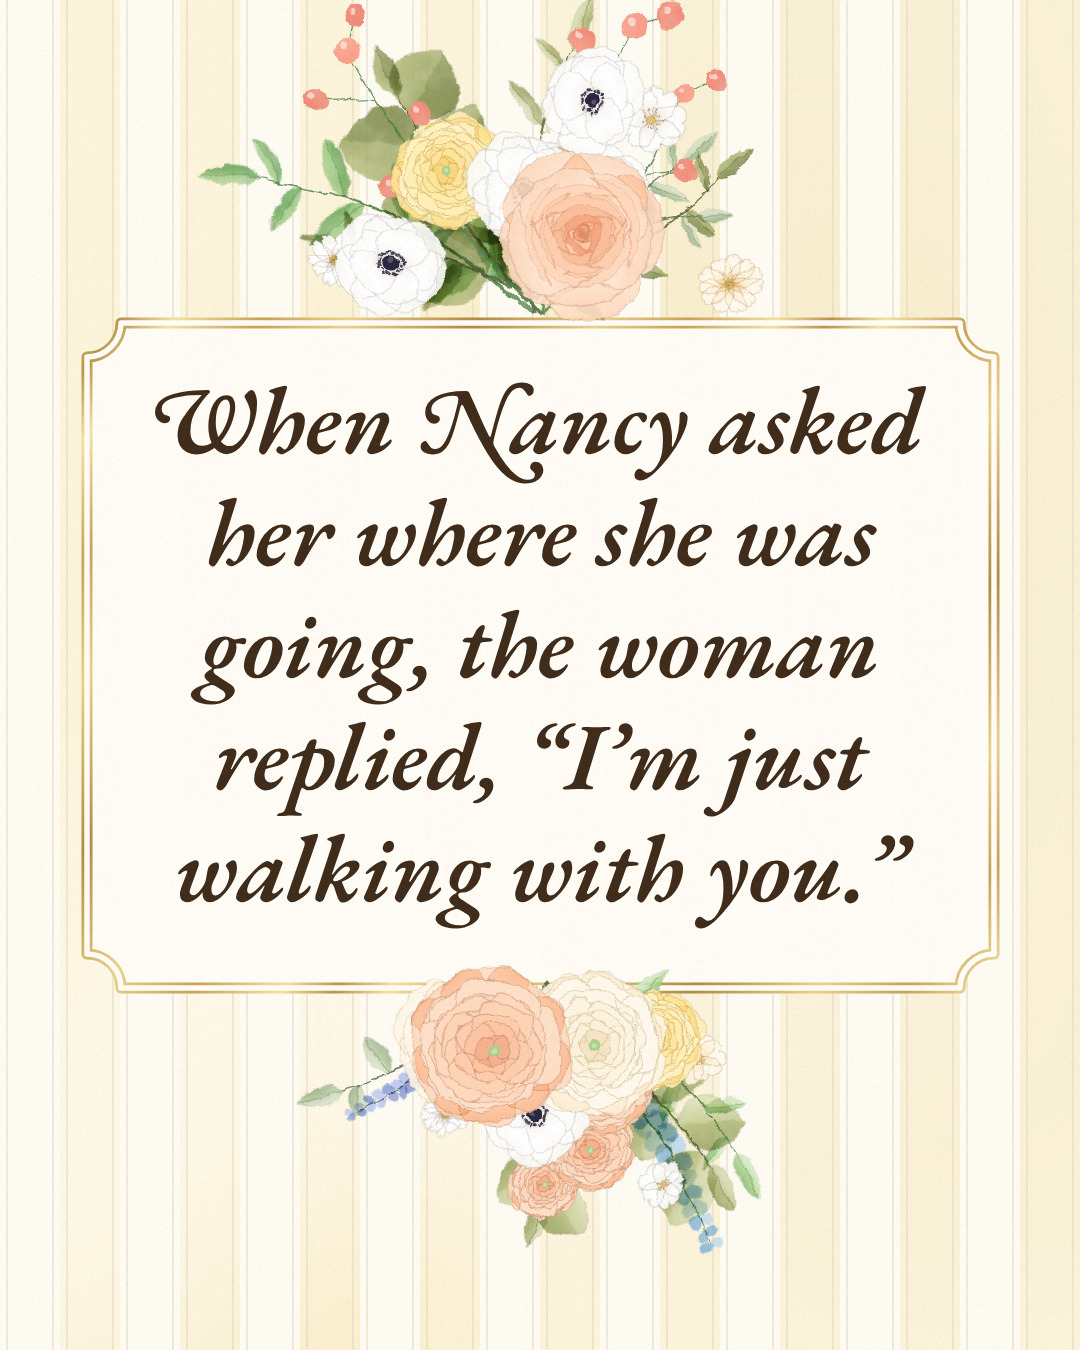 When Nancy asked
her where she was
going, the woman
replied, “I’m just
walking with you.”